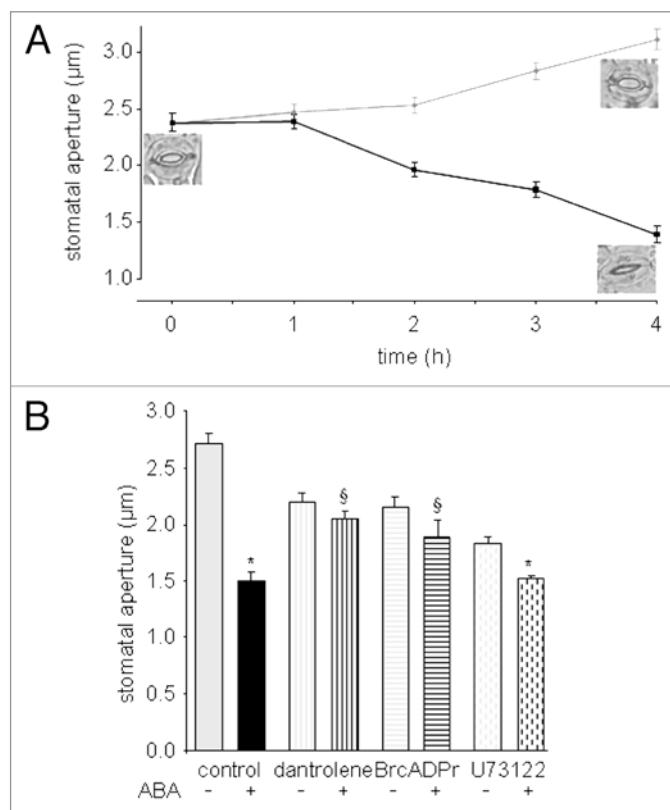 A
stomatal aperture (µm)
3.0
2.5
2.0
1.5
1.0
0 1 2 3 4
time (h)
B
stomatal aperture (µm)
3.0
2.5
2.0
1.5
1.0
0.5
0.0
* § § *
control dantrolene BrcADPr U73122
ABA - + - + - + - +